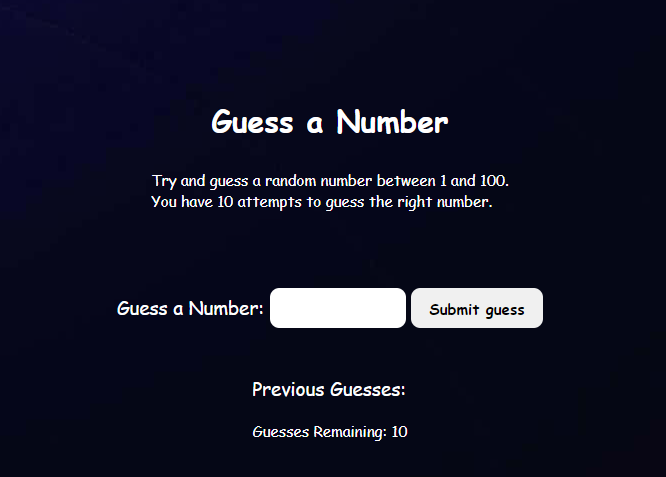 Guess a Number
Try and guess a random number between 1 and 100.
You have 10 attempts to guess the right number.
Guess a Number: Submit guess
Previous Guesses:
Guesses Remaining: 10